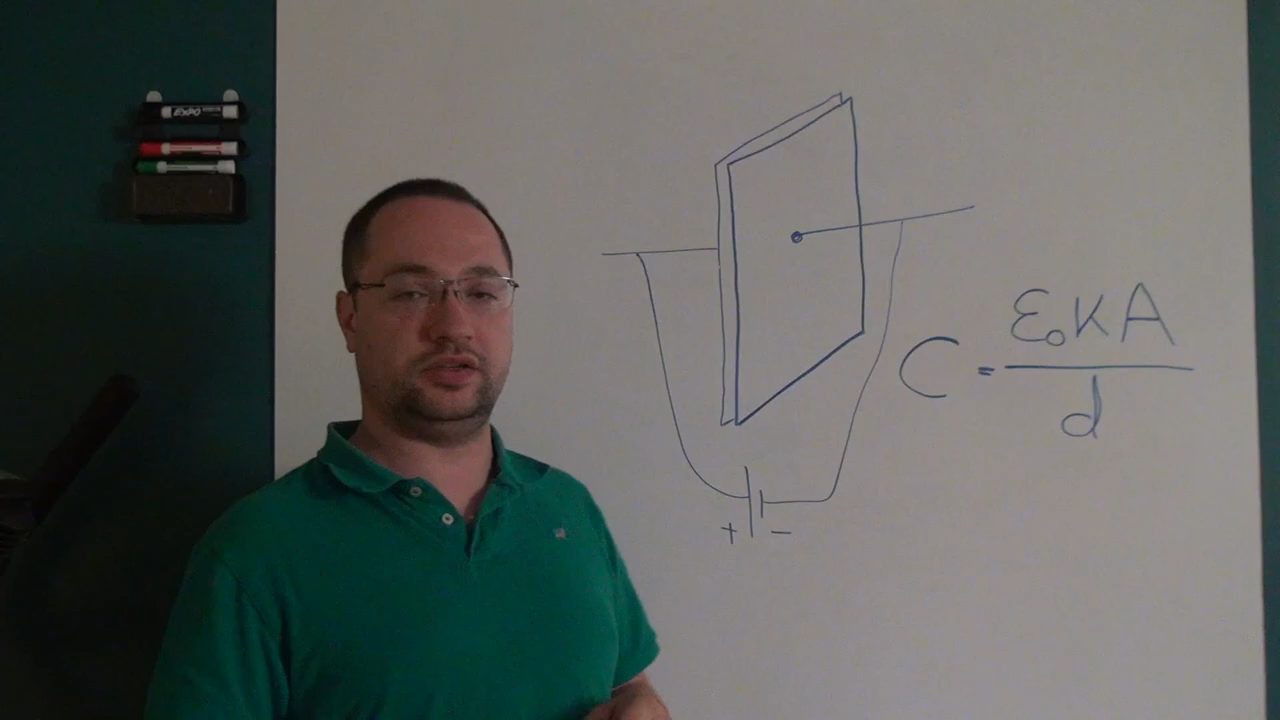 EXPO
C = ε₀KA
d
+ −